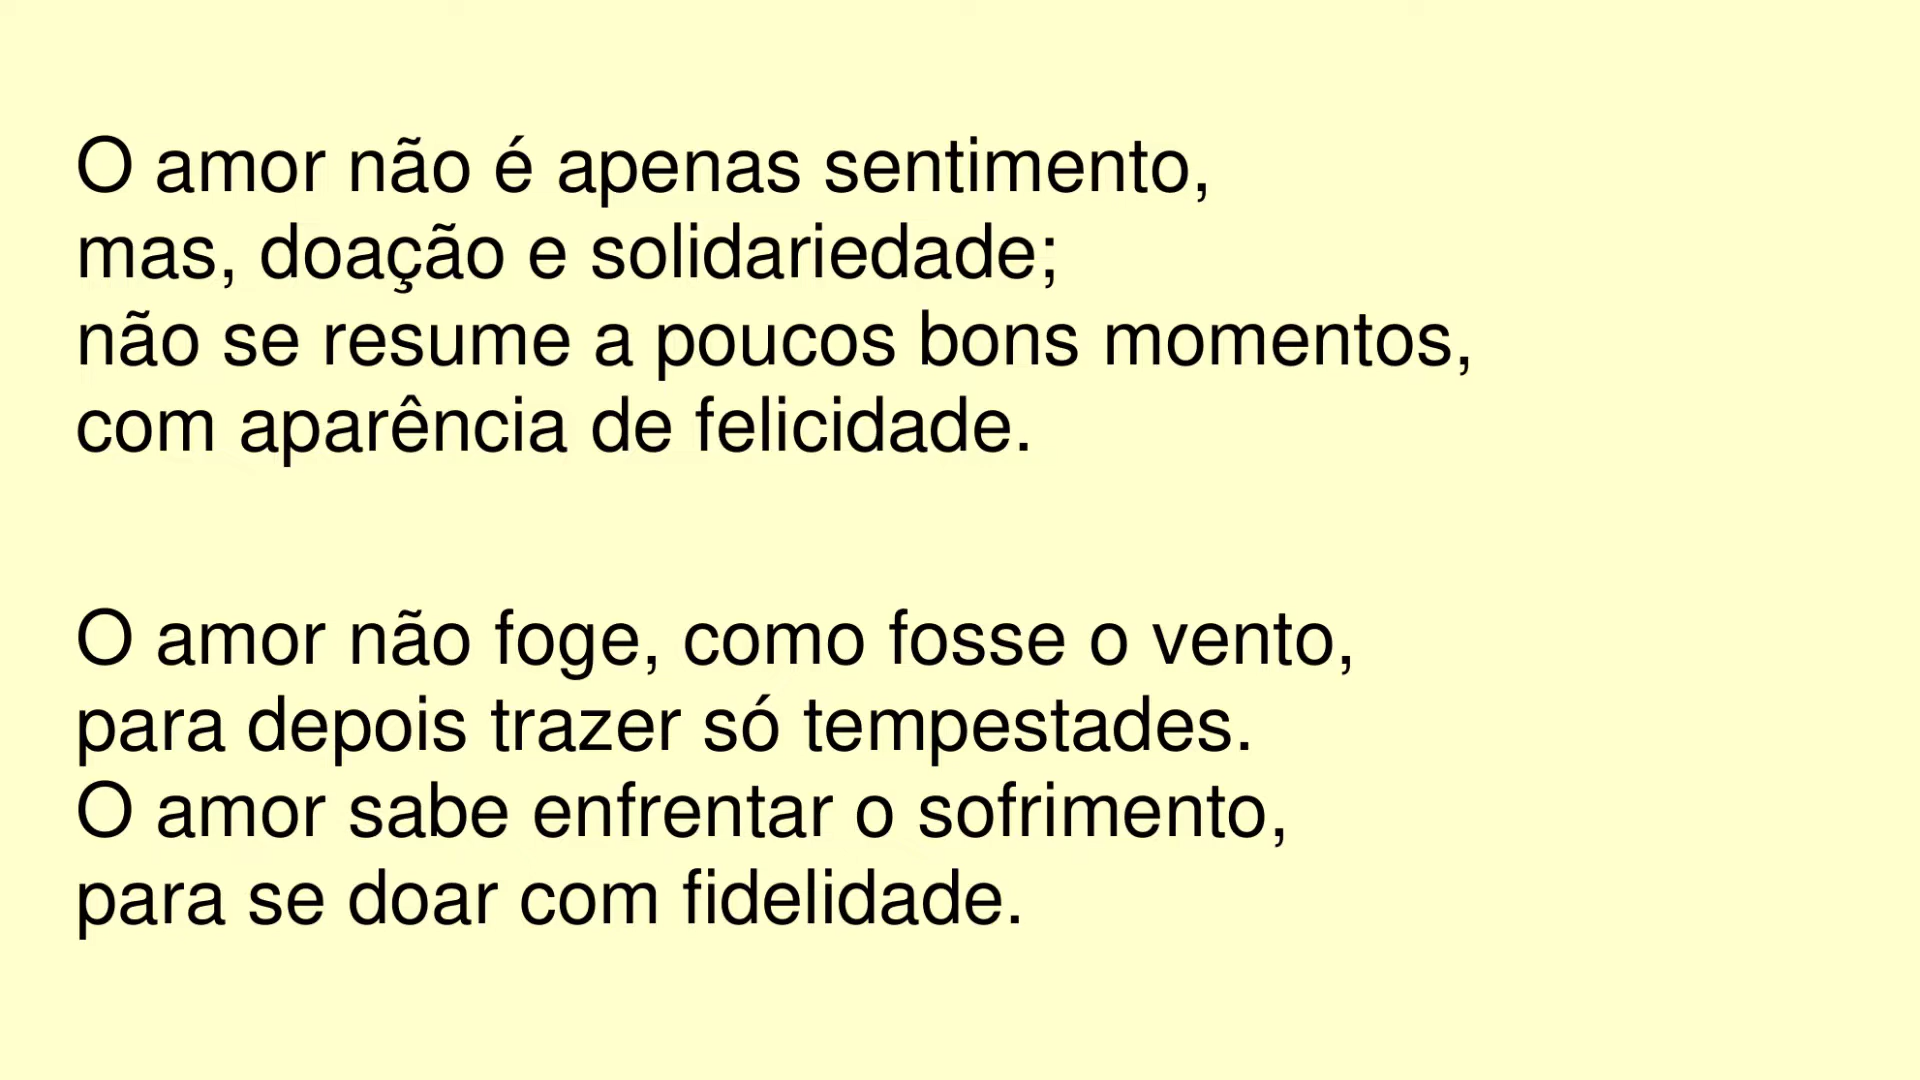 O amor não é apenas sentimento,
mas, doação e solidariedade;
não se resume a poucos bons momentos,
com aparência de felicidade.
O amor não foge, como fosse o vento,
para depois trazer só tempestades.
O amor sabe enfrentar o sofrimento,
para se doar com fidelidade.